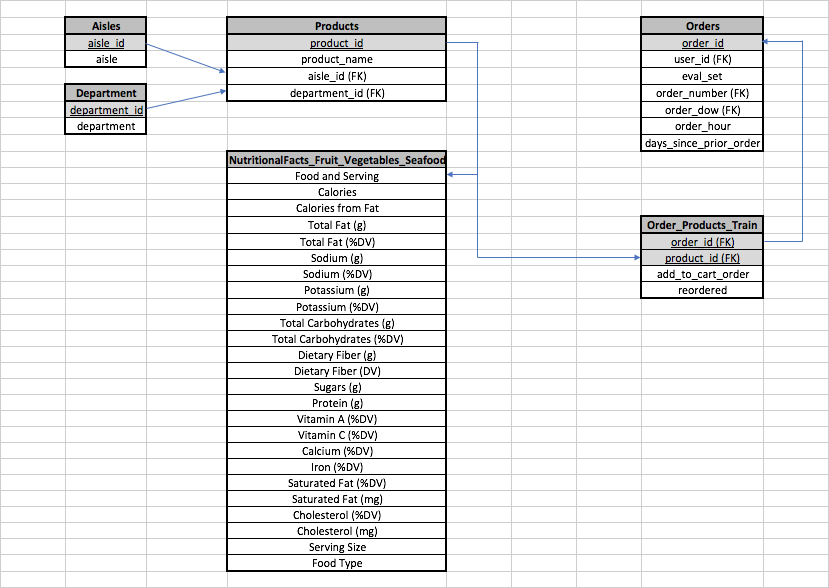 Aisles
aisle_id
aisle
Department
department_id
department
Products
product_id
product_name
aisle_id (FK)
department_id (FK)
NutritionalFacts_Fruit_Vegetables_Seafood
Food and Serving
Calories
Calories from Fat
Total Fat (g)
Total Fat (%DV)
Sodium (g)
Sodium (%DV)
Potassium (g)
Potassium (%DV)
Total Carbohydrates (g)
Total Carbohydrates (%DV)
Dietary Fiber (g)
Dietary Fiber (DV)
Sugars (g)
Protein (g)
Vitamin A (%DV)
Vitamin C (%DV)
Calcium (%DV)
Iron (%DV)
Saturated Fat (%DV)
Saturated Fat (mg)
Cholesterol (%DV)
Cholesterol (mg)
Serving Size
Food Type
Orders
order_id
user_id (FK)
eval_set
order_number (FK)
order_dow (FK)
order_hour
days_since_prior_order
Order_Products_Train
order_id (FK)
product_id (FK)
add_to_cart_order
reordered